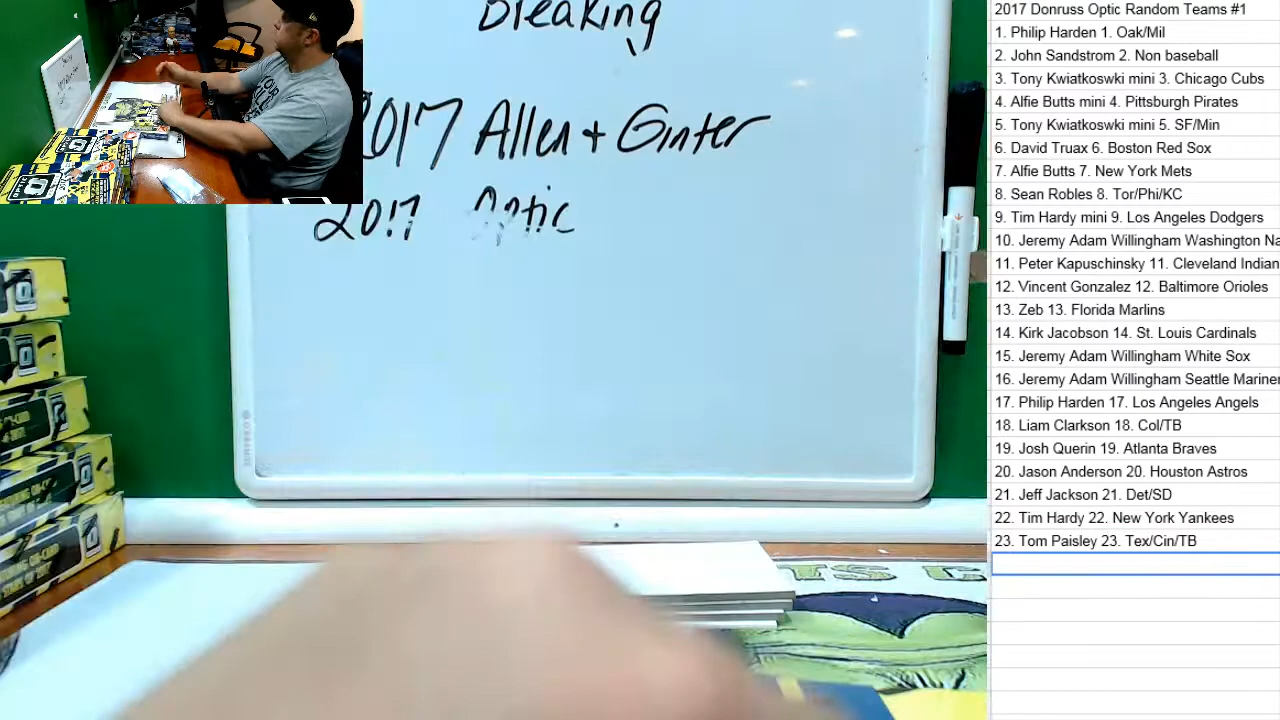 Breaking
2017 Allen + Ginter
2017 Optic
2017 Donruss Optic Random Teams #1
1. Philip Harden 1. Oak/Mil
2. John Sandstrom 2. Non baseball
3. Tony Kwiatkoswki mini 3. Chicago Cubs
4. Alfie Butts mini 4. Pittsburgh Pirates
5. Tony Kwiatkoswki mini 5. SF/Min
6. David Truax 6. Boston Red Sox
7. Alfie Butts 7. New York Mets
8. Sean Robles 8. Tor/Phi/KC
9. Tim Hardy mini 9. Los Angeles Dodgers
10. Jeremy Adam Willingham Washington Na
11. Peter Kapuschinsky 11. Cleveland Indian
12. Vincent Gonzalez 12. Baltimore Orioles
13. Zeb 13. Florida Marlins
14. Kirk Jacobson 14. St. Louis Cardinals
15. Jeremy Adam Willingham White Sox
16. Jeremy Adam Willingham Seattle Mariner
17. Philip Harden 17. Los Angeles Angels
18. Liam Clarkson 18. Col/TB
19. Josh Querin 19. Atlanta Braves
20. Jason Anderson 20. Houston Astros
21. Jeff Jackson 21. Det/SD
22. Tim Hardy 22. New York Yankees
23. Tom Paisley 23. Tex/Cin/TB